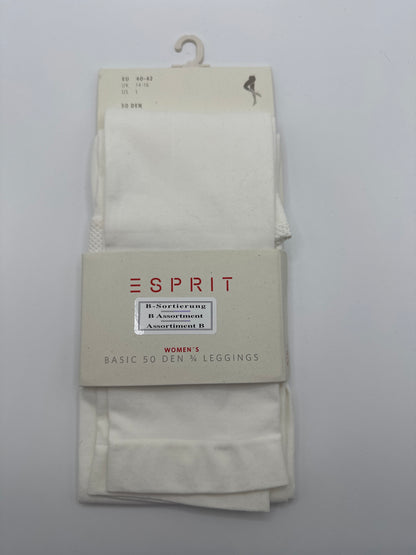 EU 40-42
UK 14-16
US L
50 DEN
ESPRIT
B-Sortierung
B Assortment
Assortiment B
WOMEN'S
BASIC 50 DEN ¾ LEGGINGS